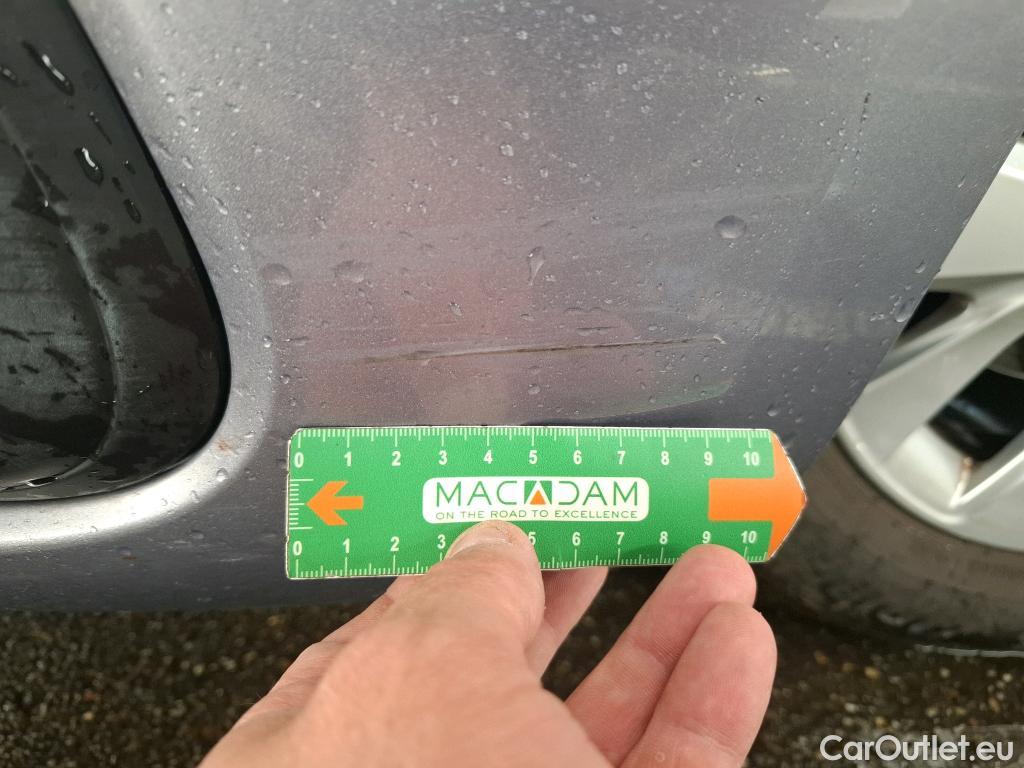 0 1 2 3 4 5 6 7 8 9 10
MACADAM
ON THE ROAD TO EXCELLENCE
0 1 2 3 5 6 7 8 9 10
CarOutlet.eu